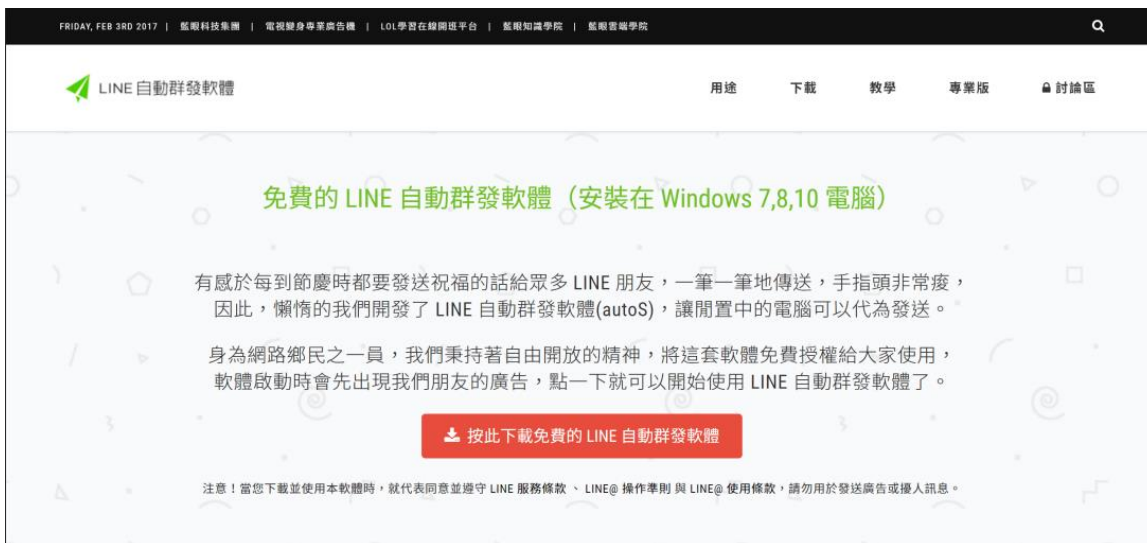 FRIDAY, FEB 3RD 2017 | 藍眼科技集團 | 電視變身專業廣告機 | LOL學習在線開班平台 | 藍眼知識學院 | 藍眼雲端學院
LINE 自動群發軟體
用途 下載 教學 專業版 討論區
免費的 LINE 自動群發軟體（安裝在 Windows 7,8,10 電腦）
有感於每到節慶時都要發送祝福的話給眾多 LINE 朋友，一筆一筆地傳送，手指頭非常痠，
因此，懶惰的我們開發了 LINE 自動群發軟體(autoS)，讓閒置中的電腦可以代為發送。
身為網路鄉民之一員，我們秉持著自由開放的精神，將這套軟體免費授權給大家使用，
軟體啟動時會先出現我們朋友的廣告，點一下就可以開始使用 LINE 自動群發軟體了。
按此下載免費的 LINE 自動群發軟體
注意！當您下載並使用本軟體時，就代表同意並遵守 LINE 服務條款 、 LINE@ 操作準則 與 LINE@ 使用條款，請勿用於發送廣告或擾人訊息。